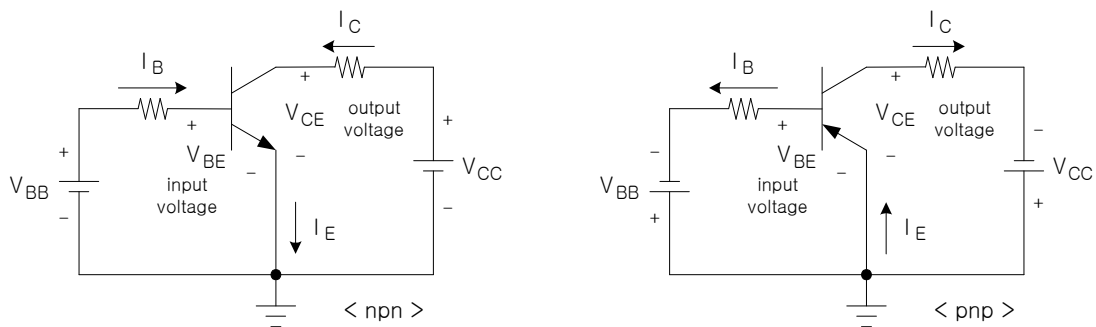 I_C
I_B
+
V_CE
output
voltage
+
+
V_BE
−
−
+
V_BB
input
voltage
V_CC
−
−
I_E
< npn >
I_C
I_B
+
V_CE
output
voltage
−
+
V_BE
−
−
−
V_BB
input
voltage
V_CC
+
+
I_E
< pnp >